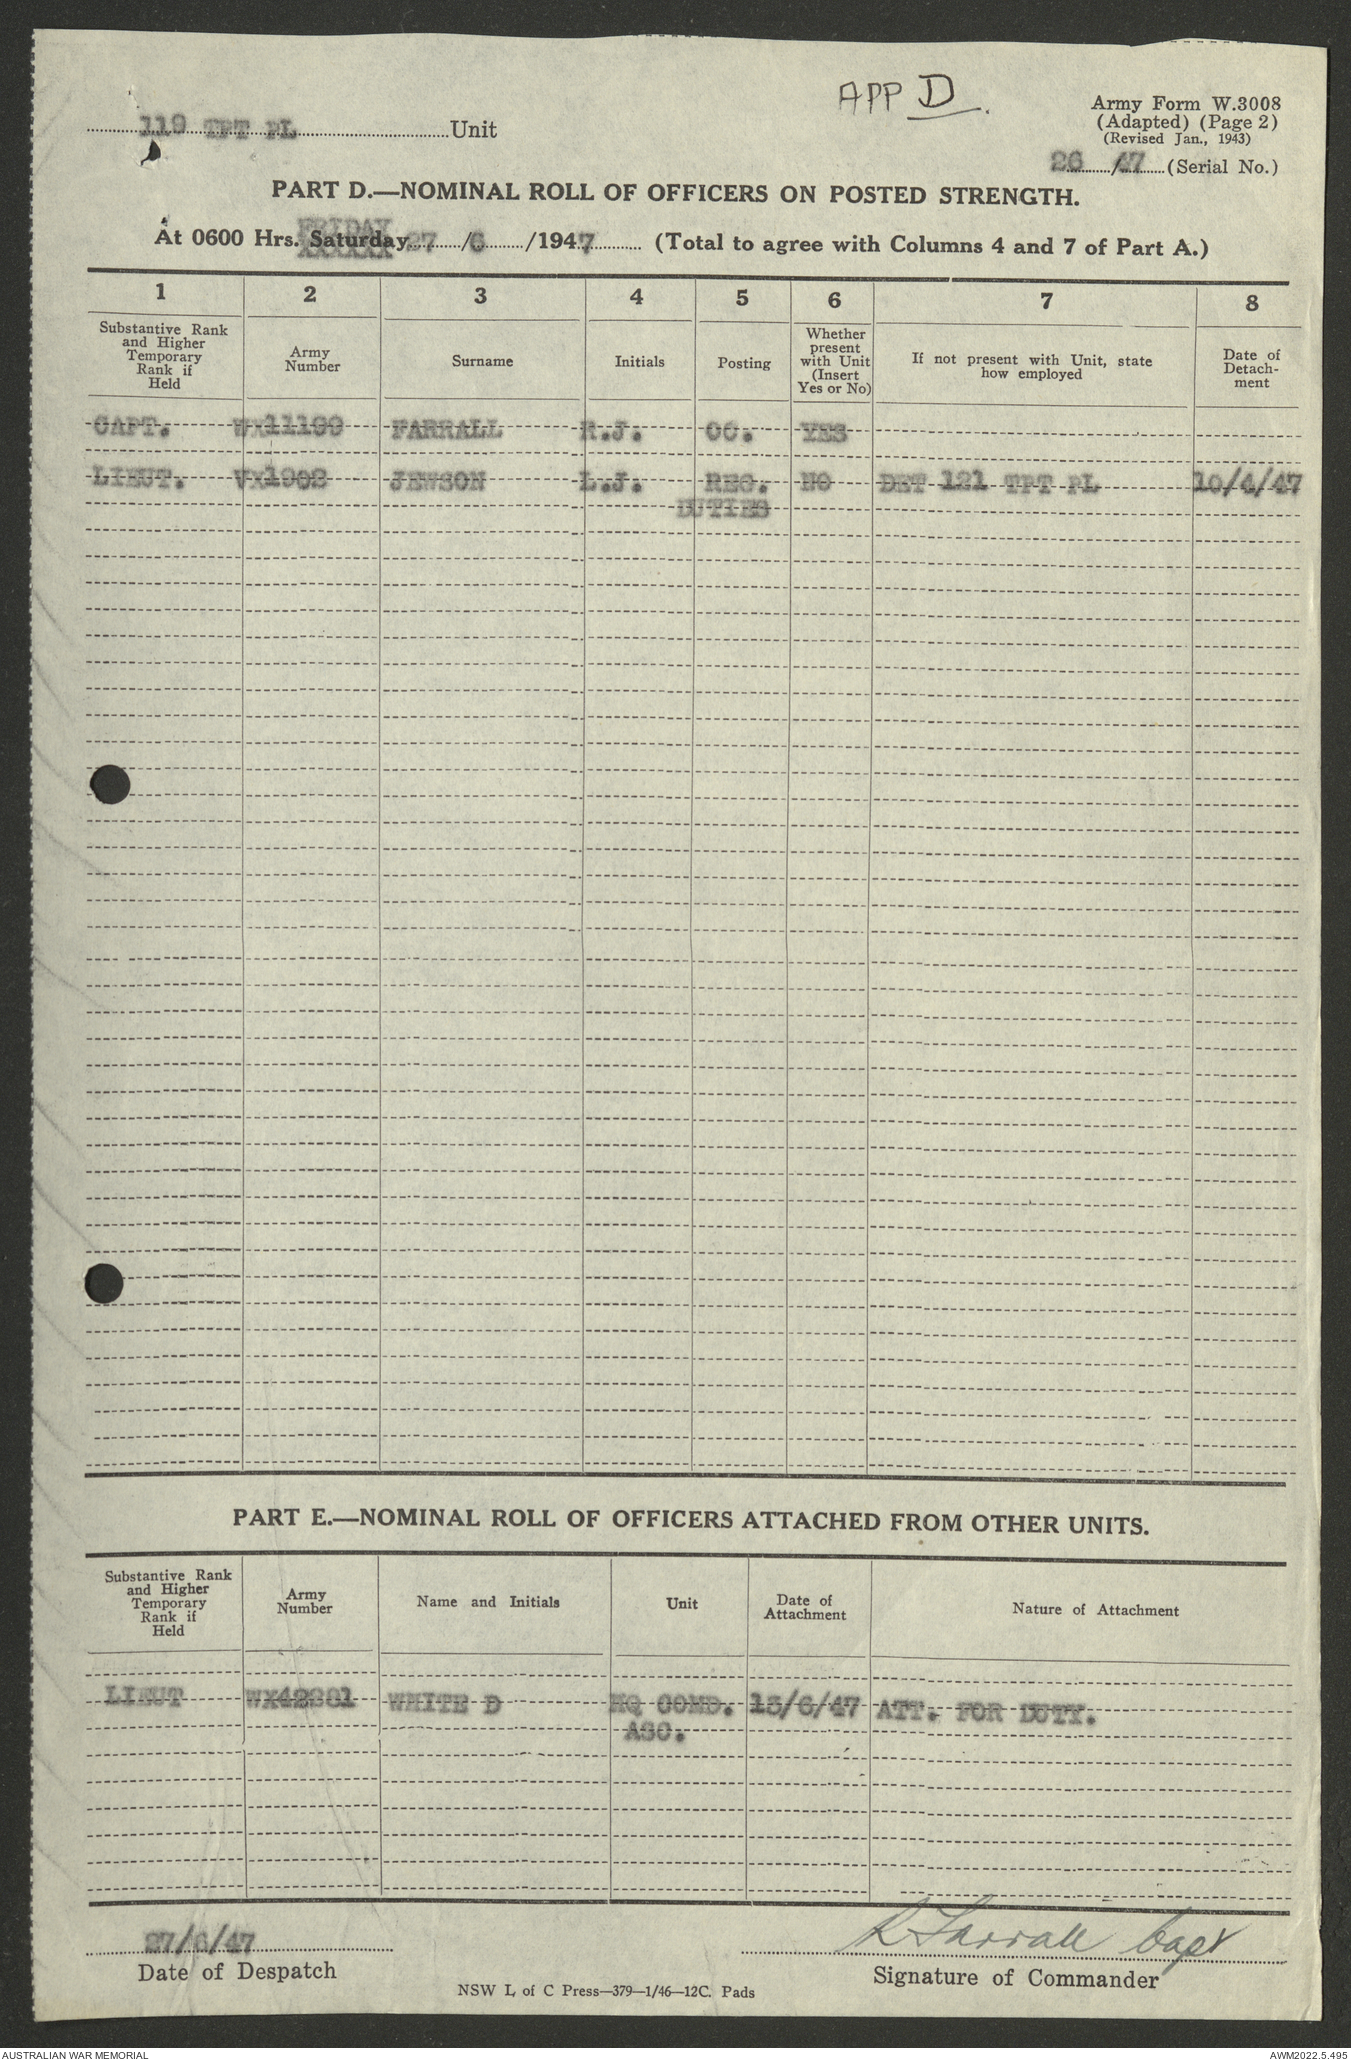 APP D.
119 TPT PL Unit
Army Form W.3008
(Adapted) (Page 2)
(Revised Jan., 1943)
26/47 (Serial No.)
PART D.—NOMINAL ROLL OF OFFICERS ON POSTED STRENGTH.
FRIDAY
At 0600 Hrs. Saturday 27/6/1947 (Total to agree with Columns 4 and 7 of Part A.)
1 2 3 4 5 6 7 8
Substantive Rank and Higher Temporary Rank if Held | Army Number | Surname | Initials | Posting | Whether present with Unit (Insert Yes or No) | If not present with Unit, state how employed | Date of Detach-ment
CAPT. WX11190 FARRALL R.J. OC. YES
LIEUT. VX1902 JEWSON L.J. REG. NO DET 121 TPT PL 10/4/47
DUTIES
PART E.—NOMINAL ROLL OF OFFICERS ATTACHED FROM OTHER UNITS.
Substantive Rank and Higher Temporary Rank if Held | Army Number | Name and Initials | Unit | Date of Attachment | Nature of Attachment
LIEUT WX42281 WHITE D HQ COMD. 15/6/47 ATT. FOR DUTY.
ASC.
27/6/47
R Farrall Capt
Date of Despatch
Signature of Commander
NSW L of C Press—379—1/46—12C. Pads
AUSTRALIAN WAR MEMORIAL
AWM2022.5.495